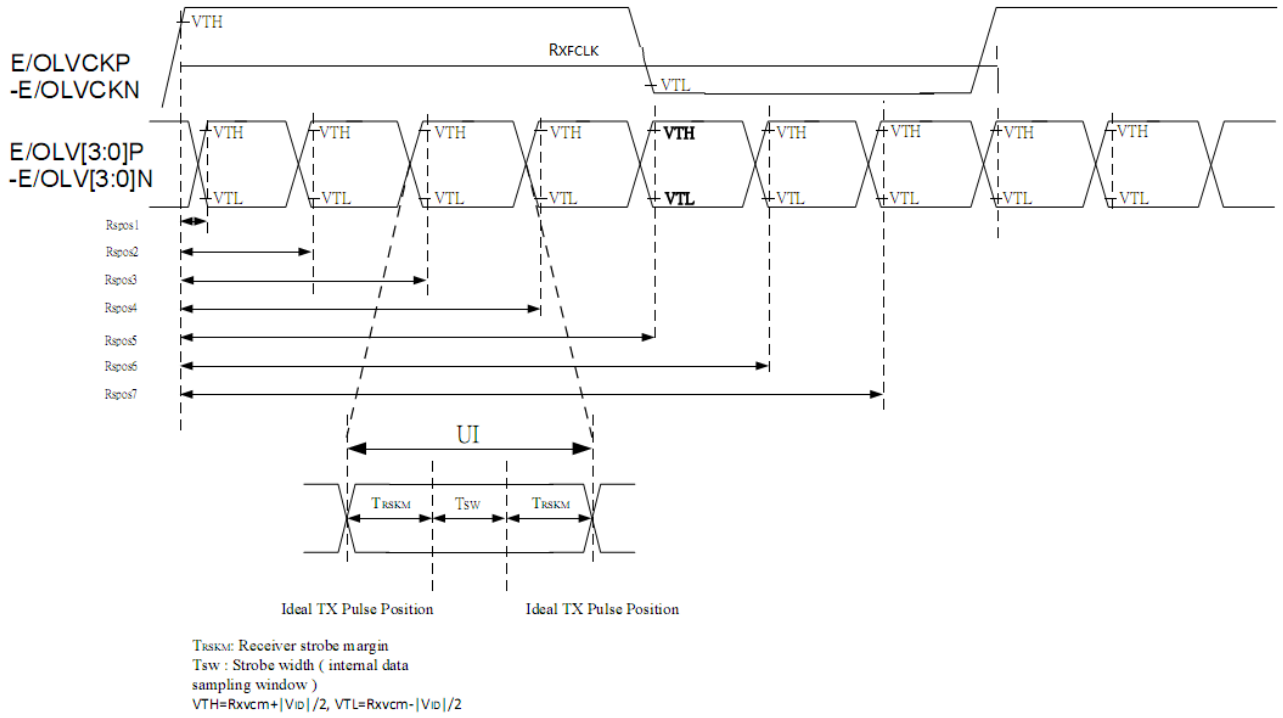 VTH
RXFCLK
E/OLVCKP
-E/OLVCKN
VTL
E/OLV[3:0]P
-E/OLV[3:0]N
VTH VTH VTH VTH VTH VTH VTH VTH VTH
VTL VTL VTL VTL VTL VTL VTL VTL VTL
Rspos1
Rspos2
Rspos3
Rspos4
Rspos5
Rspos6
Rspos7
UI
TRSKM TSW TRSKM
Ideal TX Pulse Position Ideal TX Pulse Position
TRSKM: Receiver strobe margin
Tsw : Strobe width ( internal data
sampling window )
VTH=Rxvcm+|VID|/2, VTL=Rxvcm-|VID|/2